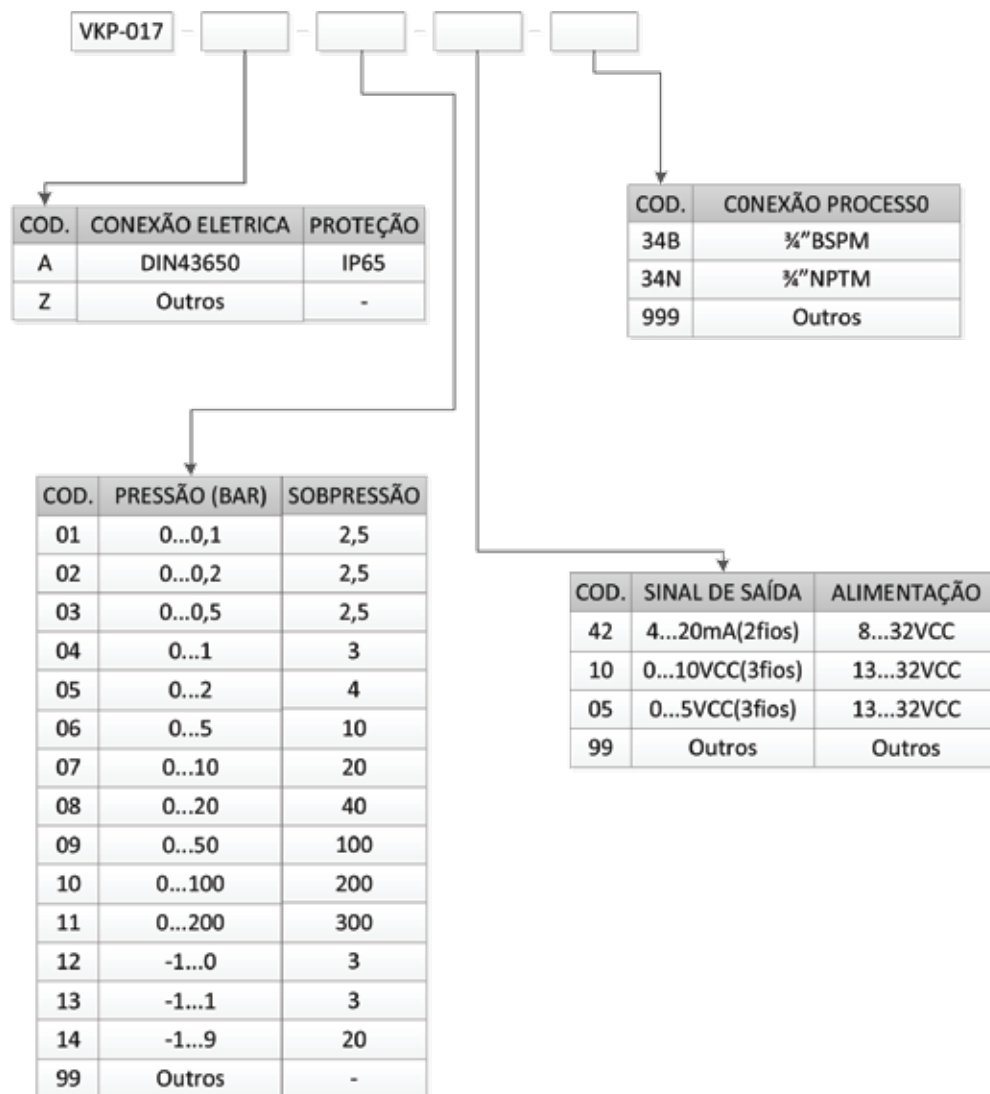 VKP-017 - - - -
COD. C0NEXÃO ELETRICA PROTEÇÃO
A DIN43650 IP65
Z Outros -
COD. C0NEXÃO PROCESS0
34B ¾"BSPM
34N ¾"NPTM
999 Outros
COD. PRESSÃO (BAR) SOBPRESSÃO
01 0...0,1 2,5
02 0...0,2 2,5
03 0...0,5 2,5
04 0...1 3
05 0...2 4
06 0...5 10
07 0...10 20
08 0...20 40
09 0...50 100
10 0...100 200
11 0...200 300
12 -1...0 3
13 -1...1 3
14 -1...9 20
99 Outros -
COD. SINAL DE SAÍDA ALIMENTAÇÃO
42 4...20mA(2fios) 8...32VCC
10 0...10VCC(3fios) 13...32VCC
05 0...5VCC(3fios) 13...32VCC
99 Outros Outros